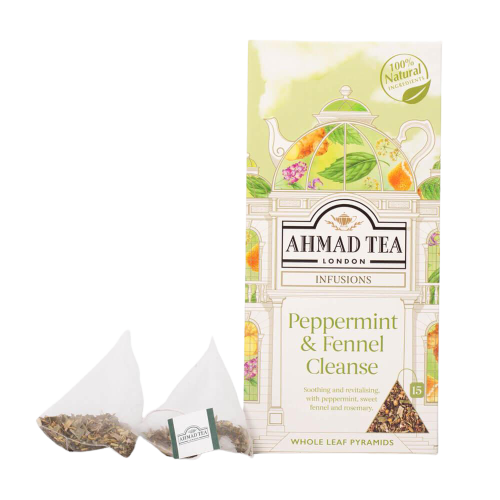 100%
Natural
INGREDIENTS
AHMAD TEA
LONDON
INFUSIONS
Peppermint
& Fennel
Cleanse
Soothing and revitalising,
with peppermint, sweet
fennel and rosemary.
15
WHOLE LEAF PYRAMIDS
AHMAD TEA